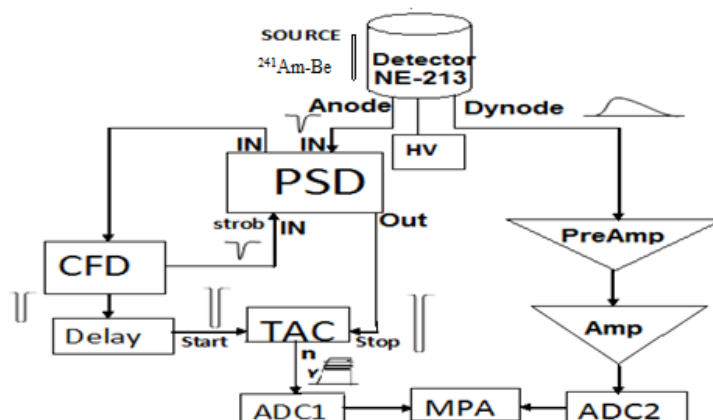 SOURCE
241Am-Be
Detector
NE-213
Anode
Dynode
HV
IN
IN
PSD
strob
IN
Out
CFD
PreAmp
Delay
Start
TAC
Stop
Amp
n
γ
ADC1
MPA
ADC2